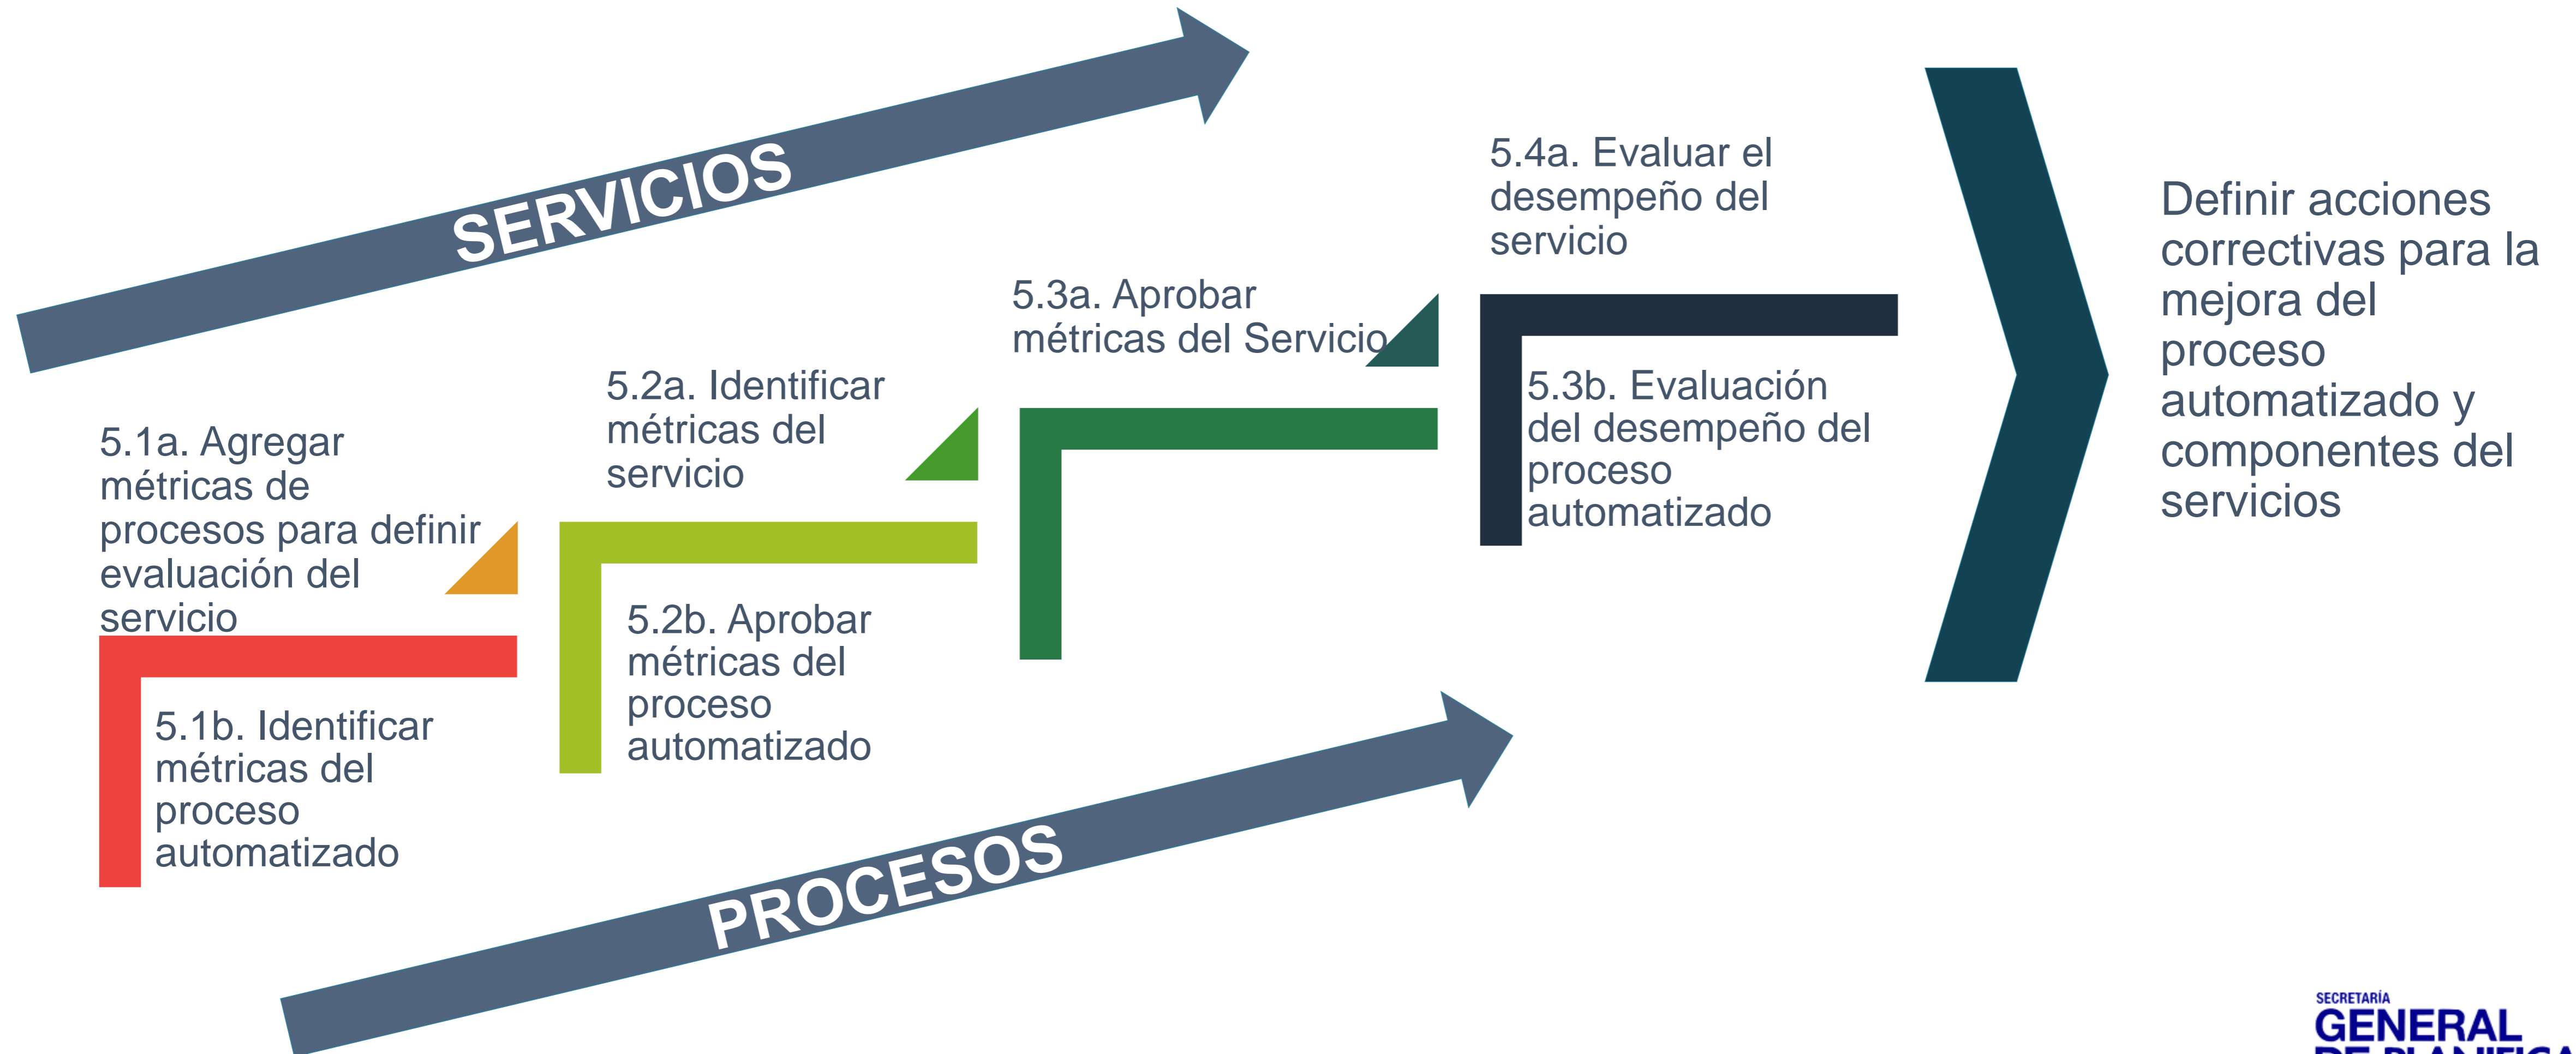 SERVICIOS
5.1a. Agregar
métricas de
procesos para definir
evaluación del
servicio
5.1b. Identificar
métricas del
proceso
automatizado
5.2a. Identificar
métricas del
servicio
5.2b. Aprobar
métricas del
proceso
automatizado
5.3a. Aprobar
métricas del Servicio
5.4a. Evaluar el
desempeño del
servicio
5.3b. Evaluación
del desempeño del
proceso
automatizado
PROCESOS
Definir acciones
correctivas para la
mejora del
proceso
automatizado y
componentes del
servicios
SECRETARÍA
GENERAL
DE PLANIFICA